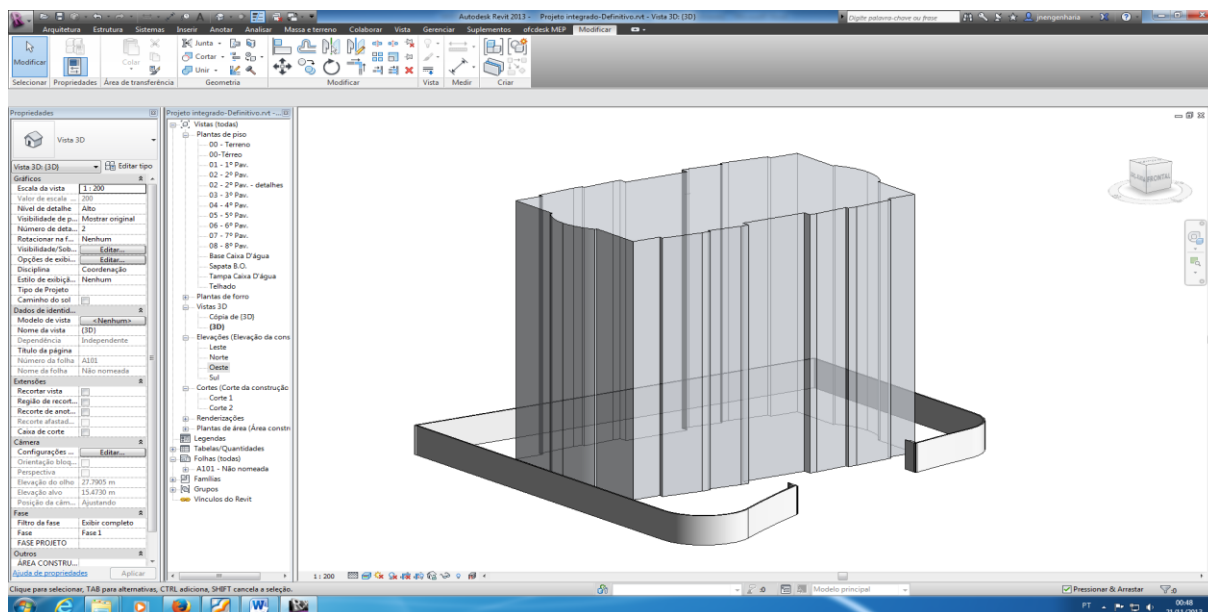 Autodesk Revit 2013 - Projeto integrado-Definitivo.rvt - Vista 3D: {3D}
Digite palavra-chave ou frase
jnengenharia
Arquitetura Estrutura Sistemas Inserir Anotar Analisar Massa e terreno Colaborar Vista Gerenciar Suplementos ofcdesk MEP Modificar
Modificar
Colar
Junta
Cortar
Unir
Selecionar Propriedades Área de transferência Geometria Modificar Vista Medir Criar
Propriedades
Vista 3D
Vista 3D: {3D} Editar tipo
Gráficos
Escala da vista 1 : 200
Valor de escala ... 200
Nível de detalhe Alto
Visibilidade de p... Mostrar original
Número de deta... 2
Rotacionar na f... Nenhum
Visibilidade/Sob... Editar...
Opções de exibi... Editar...
Disciplina Coordenação
Estilo de exibiçã... Nenhum
Tipo de Projeto
Caminho do sol
Dados de identid...
Modelo de vista <Nenhum>
Nome da vista {3D}
Dependência Independente
Título da página
Número da folha A101
Nome da folha Não nomeada
Extensões
Recortar vista
Região de recort...
Recorte de anot...
Recorte afastad...
Caixa de corte
Câmera
Configurações ... Editar...
Orientação bloq...
Perspectiva
Elevação do olho 27.7905 m
Elevação alvo 15.4730 m
Posição da câm... Ajustando
Fase
Filtro da fase Exibir completo
Fase Fase 1
FASE PROJETO
Outros
ÁREA CONSTRU...
Ajuda de propriedades Aplicar
Projeto integrado-Definitivo.rvt -...
Vistas (todas)
Plantas de piso
00 - Terreno
00-Térreo
01 - 1º Pav.
02 - 2º Pav.
02 - 2º Pav. - detalhes
03 - 3º Pav.
04 - 4º Pav.
05 - 5º Pav.
06 - 6º Pav.
07 - 7º Pav.
08 - 8º Pav.
Base Caixa D'água
Sapata B.O.
Tampa Caixa D'água
Telhado
Plantas de forro
Vistas 3D
Cópia de {3D}
{3D}
Elevações (Elevação da cons
Leste
Norte
Oeste
Sul
Cortes (Corte da construção
Corte 1
Corte 2
Renderizações
Plantas de área (Área constr
Legendas
Tabelas/Quantidades
Folhas (todas)
A101 - Não nomeada
Famílias
Grupos
Vínculos do Revit
FRONTAL
1 : 200
Clique para selecionar, TAB para alternativas, CTRL adiciona, SHIFT cancela a seleção.
:0
Modelo principal
Pressionar & Arrastar
:0
PT
00:48